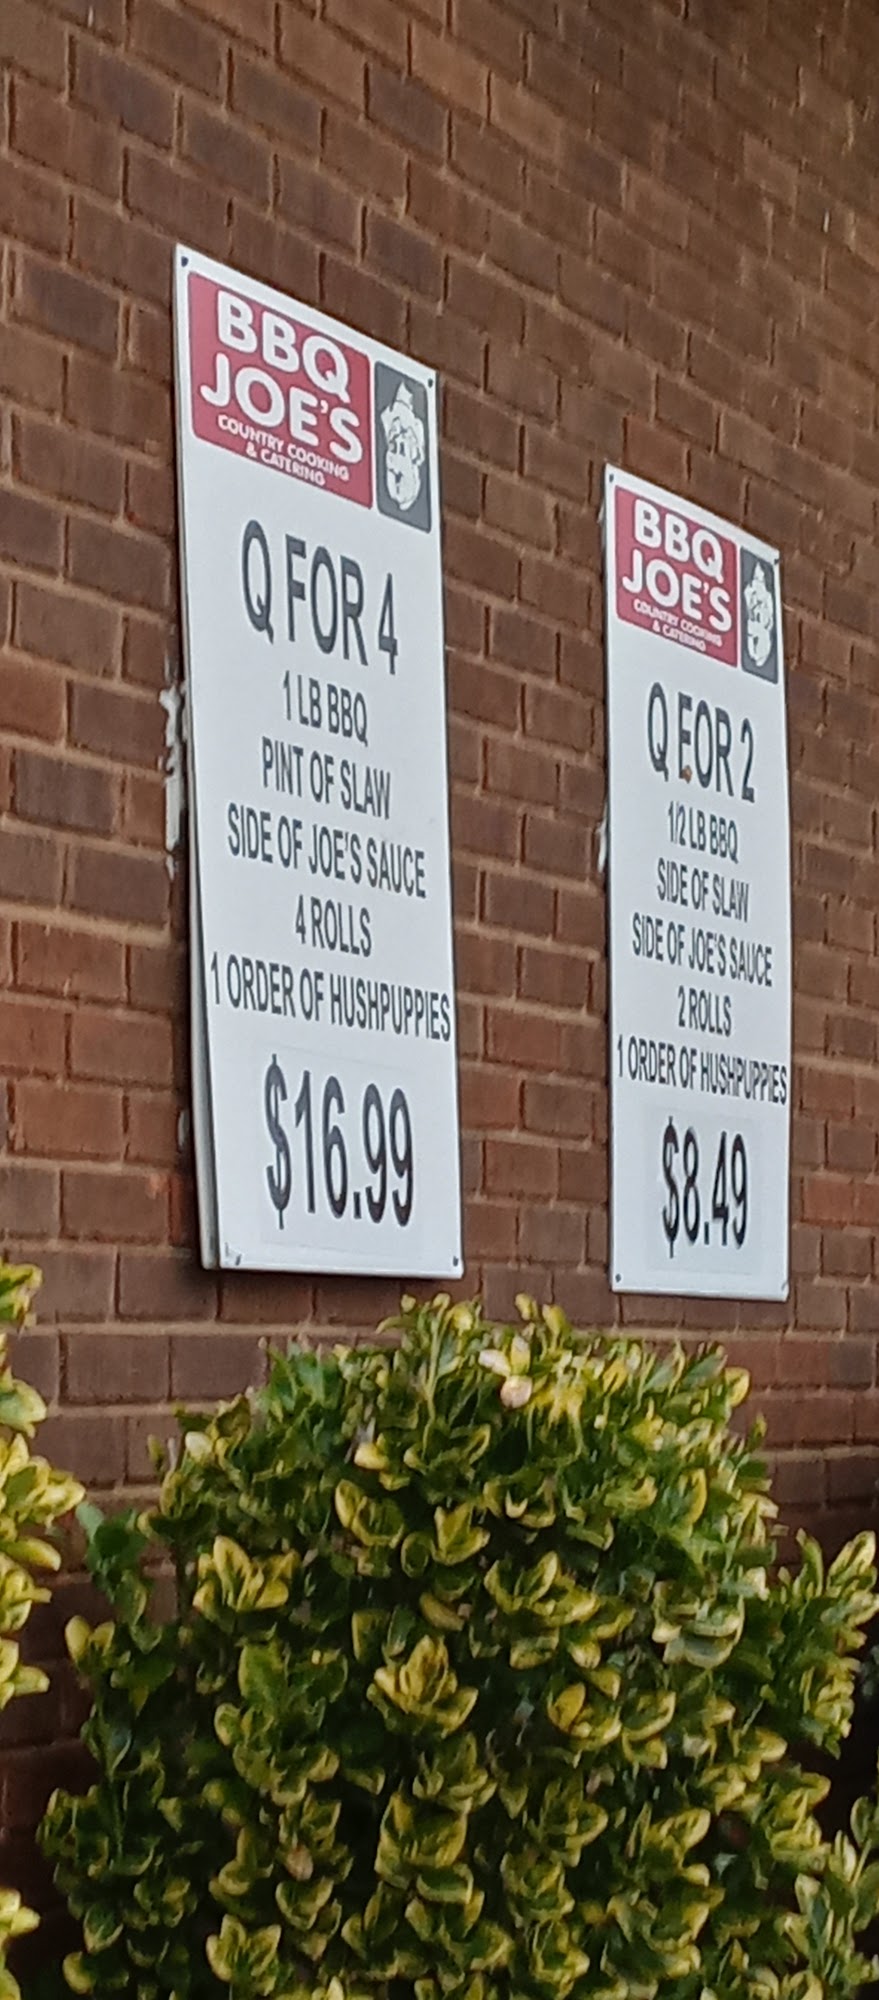 BBQ
JOE'S
COUNTRY COOKING
& CATERING
Q FOR 4
1 LB BBQ
PINT OF SLAW
SIDE OF JOE'S SAUCE
4 ROLLS
1 ORDER OF HUSHPUPPIES
$16.99
BBQ
JOE'S
COUNTRY COOKING
& CATERING
Q FOR 2
1/2 LB BBQ
SIDE OF SLAW
SIDE OF JOE'S SAUCE
2 ROLLS
1 ORDER OF HUSHPUPPIES
$8.49